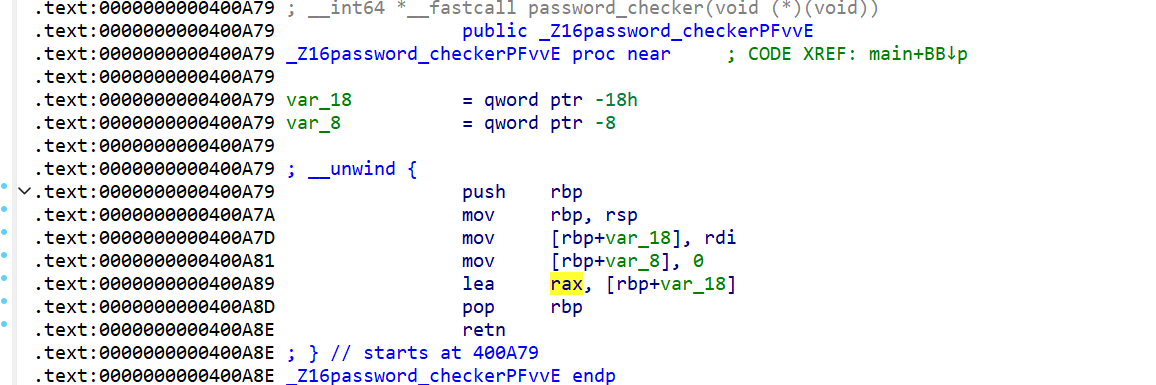 .text:0000000000400A79 ; __int64 *__fastcall password_checker(void (*)(void))
.text:0000000000400A79 public _Z16password_checkerPFvvE
.text:0000000000400A79 _Z16password_checkerPFvvE proc near ; CODE XREF: main+BB↓p
.text:0000000000400A79
.text:0000000000400A79 var_18 = qword ptr -18h
.text:0000000000400A79 var_8 = qword ptr -8
.text:0000000000400A79
.text:0000000000400A79 ; __unwind {
.text:0000000000400A79 push rbp
.text:0000000000400A7A mov rbp, rsp
.text:0000000000400A7D mov [rbp+var_18], rdi
.text:0000000000400A81 mov [rbp+var_8], 0
.text:0000000000400A89 lea rax, [rbp+var_18]
.text:0000000000400A8D pop rbp
.text:0000000000400A8E retn
.text:0000000000400A8E ; } // starts at 400A79
.text:0000000000400A8E _Z16password_checkerPFvvE endp